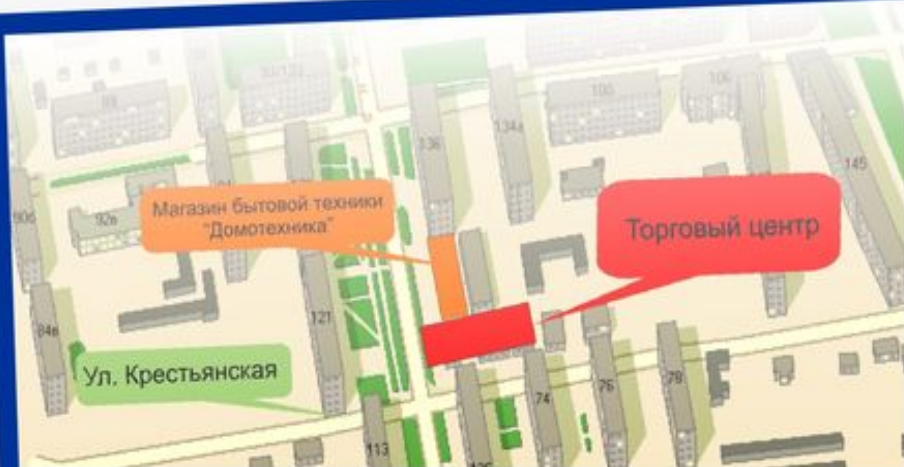 136
134а
100
106
145
Магазин бытовой техники
"Домотехника"
92в
Торговый центр
84в
121
Ул. Крестьянская
74
76
78
113